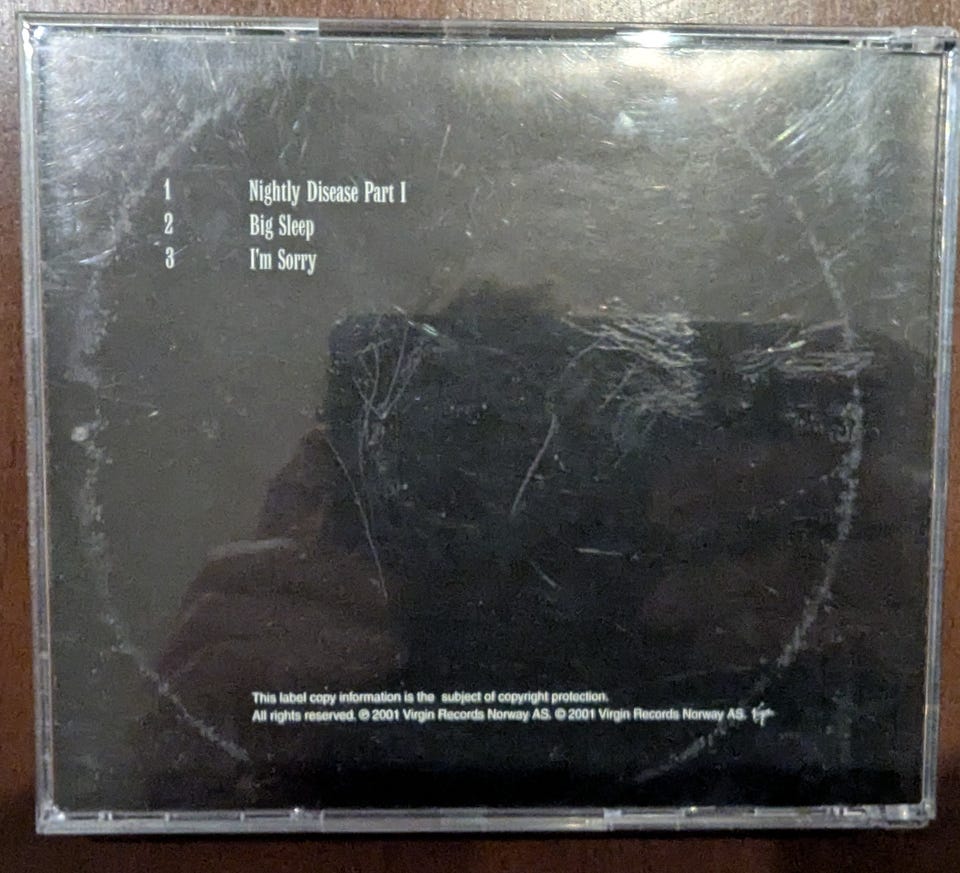 1 Nightly Disease Part I
2 Big Sleep
3 I'm Sorry
This label copy information is the subject of copyright protection.
All rights reserved. ℗ 2001 Virgin Records Norway AS. © 2001 Virgin Records Norway AS. Virgin